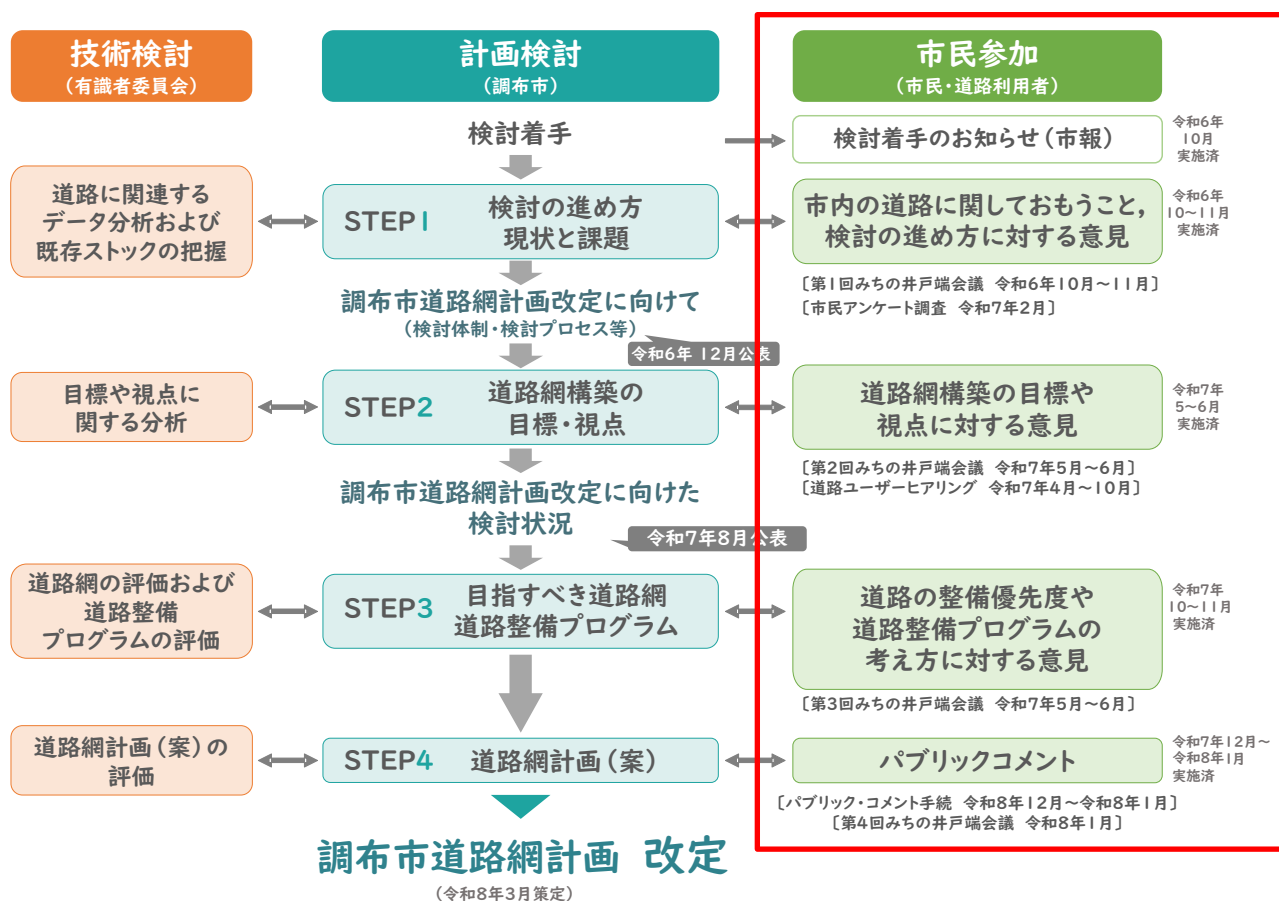 技術検討
(有識者委員会)
計画検討
(調布市)
市民参加
(市民・道路利用者)
検討着手
検討着手のお知らせ(市報)
令和6年
10月
実施済
道路に関連する
データ分析および
既存ストックの把握
STEP1
検討の進め方
現状と課題
市内の道路に関しておもうこと,
検討の進め方に対する意見
令和6年
10~11月
実施済
〔第1回みちの井戸端会議 令和6年10月~11月〕
〔市民アンケート調査 令和7年2月〕
調布市道路網計画改定に向けて
(検討体制・検討プロセス等)
令和6年 12月公表
目標や視点に
関する分析
STEP2
道路網構築の
目標・視点
道路網構築の目標や
視点に対する意見
令和7年
5~6月
実施済
〔第2回みちの井戸端会議 令和7年5月~6月〕
〔道路ユーザーヒアリング 令和7年4月~10月〕
調布市道路網計画改定に向けた
検討状況
令和7年8月公表
道路網の評価および
道路整備
プログラムの評価
STEP3
目指すべき道路網
道路整備プログラム
道路の整備優先度や
道路整備プログラムの
考え方に対する意見
令和7年
10~11月
実施済
〔第3回みちの井戸端会議 令和7年5月~6月〕
道路網計画(案)の
評価
STEP4
道路網計画(案)
パブリックコメント
令和7年12月~
令和8年1月
実施済
〔パブリック・コメント手続 令和8年12月~令和8年1月〕
〔第4回みちの井戸端会議 令和8年1月〕
調布市道路網計画 改定
(令和8年3月策定)